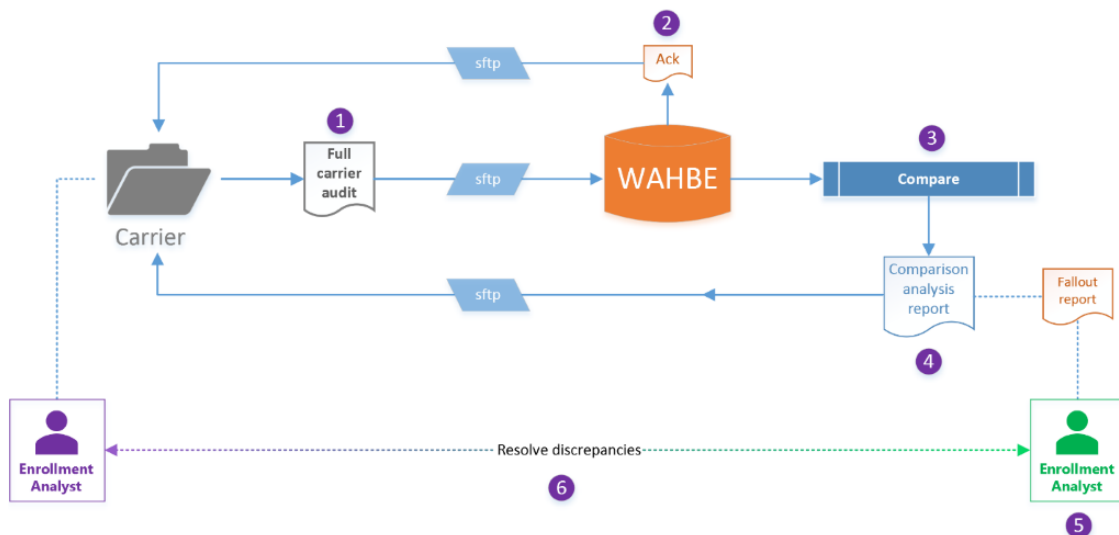 2
sftp
Ack
1
3
Full
carrier
audit
sftp
WAHBE
Compare
Carrier
sftp
Comparison
analysis
report
Fallout
report
4
Resolve discrepancies
Enrollment
Analyst
6
Enrollment
Analyst
5